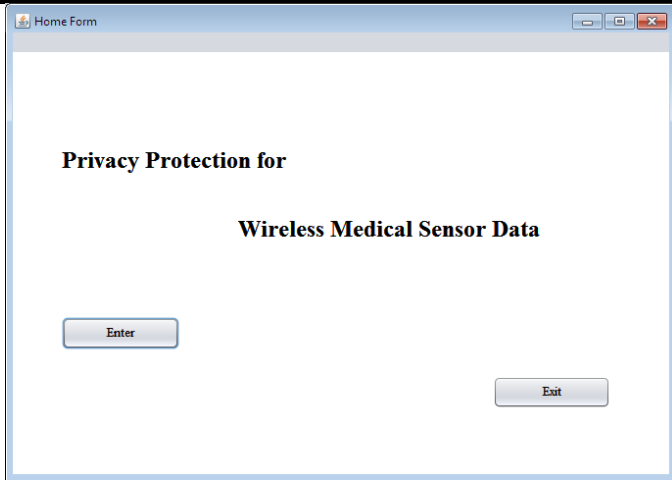 Home Form
Privacy Protection for
Wireless Medical Sensor Data
Enter
Exit